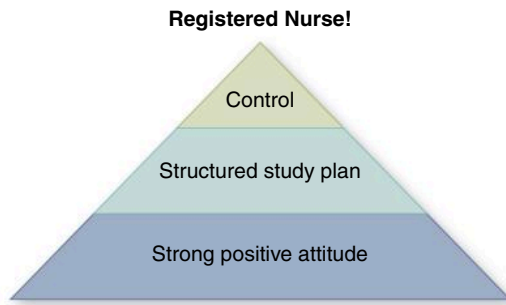 Registered Nurse!
Control
Structured study plan
Strong positive attitude